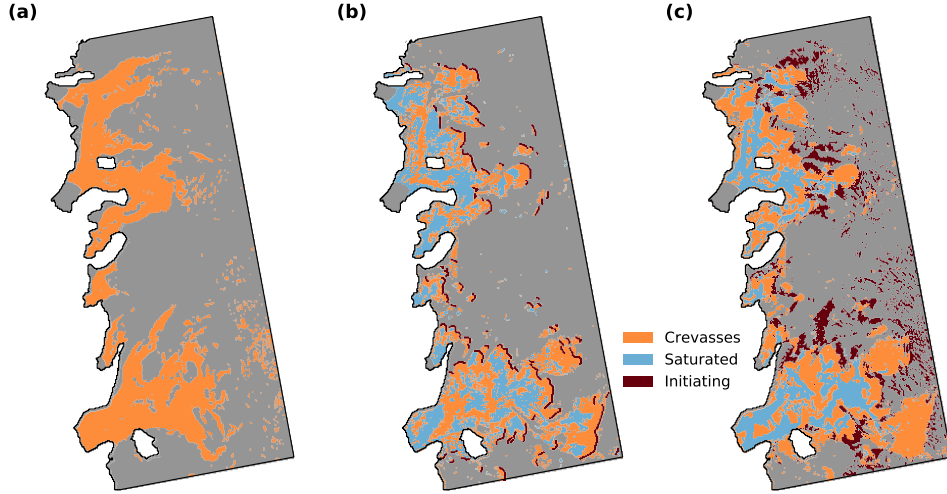 (a)
(b)
(c)
Crevasses
Saturated
Initiating